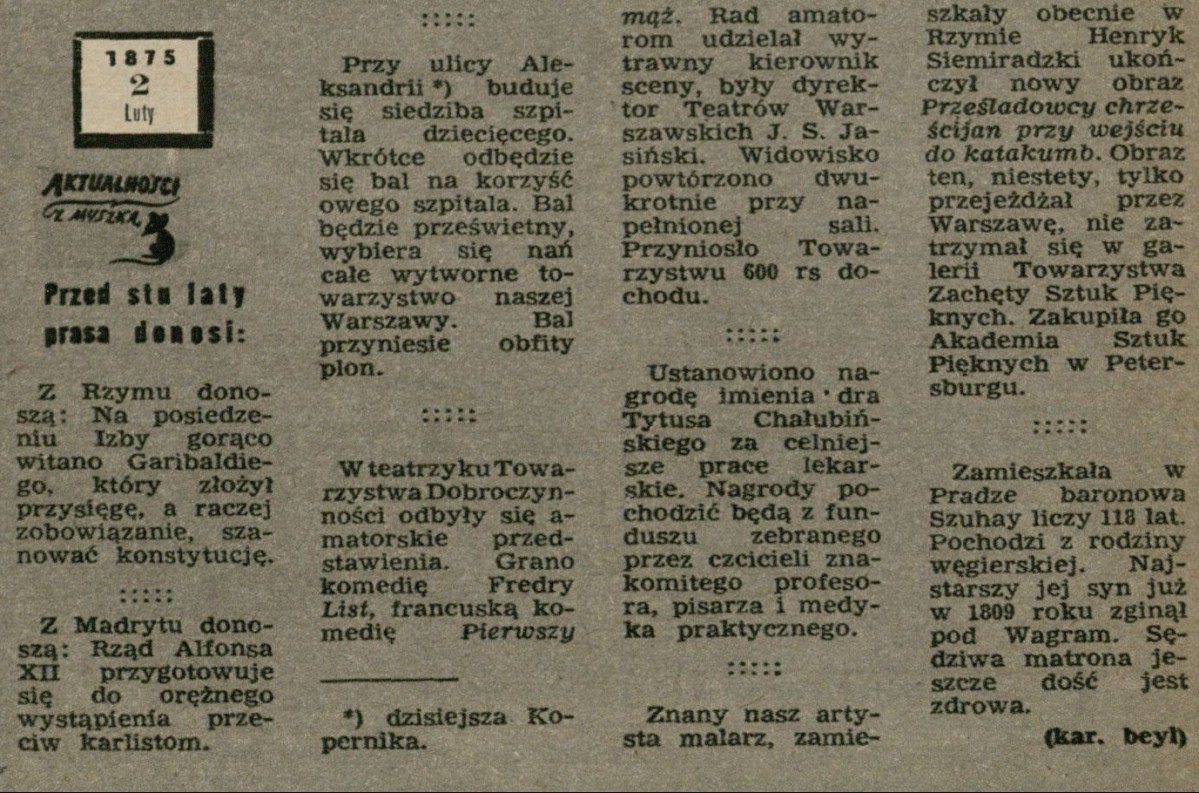 1875
2
Luty
AKTUALNOŚCI
Z MYSZKĄ
Przed stu laty
prasa donosi:
Z Rzymu dono-
szą: Na posiedze-
niu Izby gorąco
witano Garibaldie-
go, który złożył
przysięgę, a raczej
zobowiązanie, sza-
nować konstytucję.
:::::
Z Madrytu dono-
szą: Rząd Alfonsa
XII przygotowuje
się do orężnego
wystąpienia prze-
ciw karlistom.
:::::
Przy ulicy Ale-
ksandrii *) buduje
się siedziba szpi-
tala dziecięcego.
Wkrótce odbędzie
się bal na korzyść
owego szpitala. Bal
będzie prześwietny,
wybiera się nań
całe wytworne to-
warzystwo naszej
Warszawy. Bal
przyniesie obfity
plon.
:::::
W teatrzyku Towa-
rzystwa Dobroczyn-
ności odbyły się a-
matorskie przed-
stawienia. Grano
komedię Fredry
List, francuską ko-
medię Pierwszy
*) dzisiejsza Ko-
pernika.
mąż. Rad amato-
rom udzielał wy-
trawny kierownik
sceny, były dyrek-
tor Teatrów War-
szawskich J. S. Ja-
siński. Widowisko
powtórzono dwu-
krotnie przy na-
pełnionej sali.
Przyniosło Towa-
rzystwu 600 rs do-
chodu.
:::::
Ustanowiono na-
grodę imienia dra
Tytusa Chałubiń-
skiego za celniej-
sze prace lekar-
skie. Nagrody po-
chodzić będą z fun-
duszu zebranego
przez czcicieli zna-
komitego profeso-
ra, pisarza i medy-
ka praktycznego.
:::::
Znany nasz arty-
sta malarz, zamie-
szkały obecnie w
Rzymie Henryk
Siemiradzki ukoń-
czył nowy obraz
Prześladowcy chrze-
ścijan przy wejściu
do katakumb. Obraz
ten, niestety, tylko
przejeżdżał przez
Warszawę, nie za-
trzymał się w ga-
lerii Towarzystwa
Zachęty Sztuk Pię-
knych. Zakupiła go
Akademia Sztuk
Pięknych w Peter-
sburgu.
:::::
Zamieszkała w
Pradze baronowa
Szuhay liczy 118 lat.
Pochodzi z rodziny
węgierskiej. Naj-
starszy jej syn już
w 1809 roku zginął
pod Wagram. Sę-
dziwa matrona je-
szcze dość jest
zdrowa.
(kar. beyl)